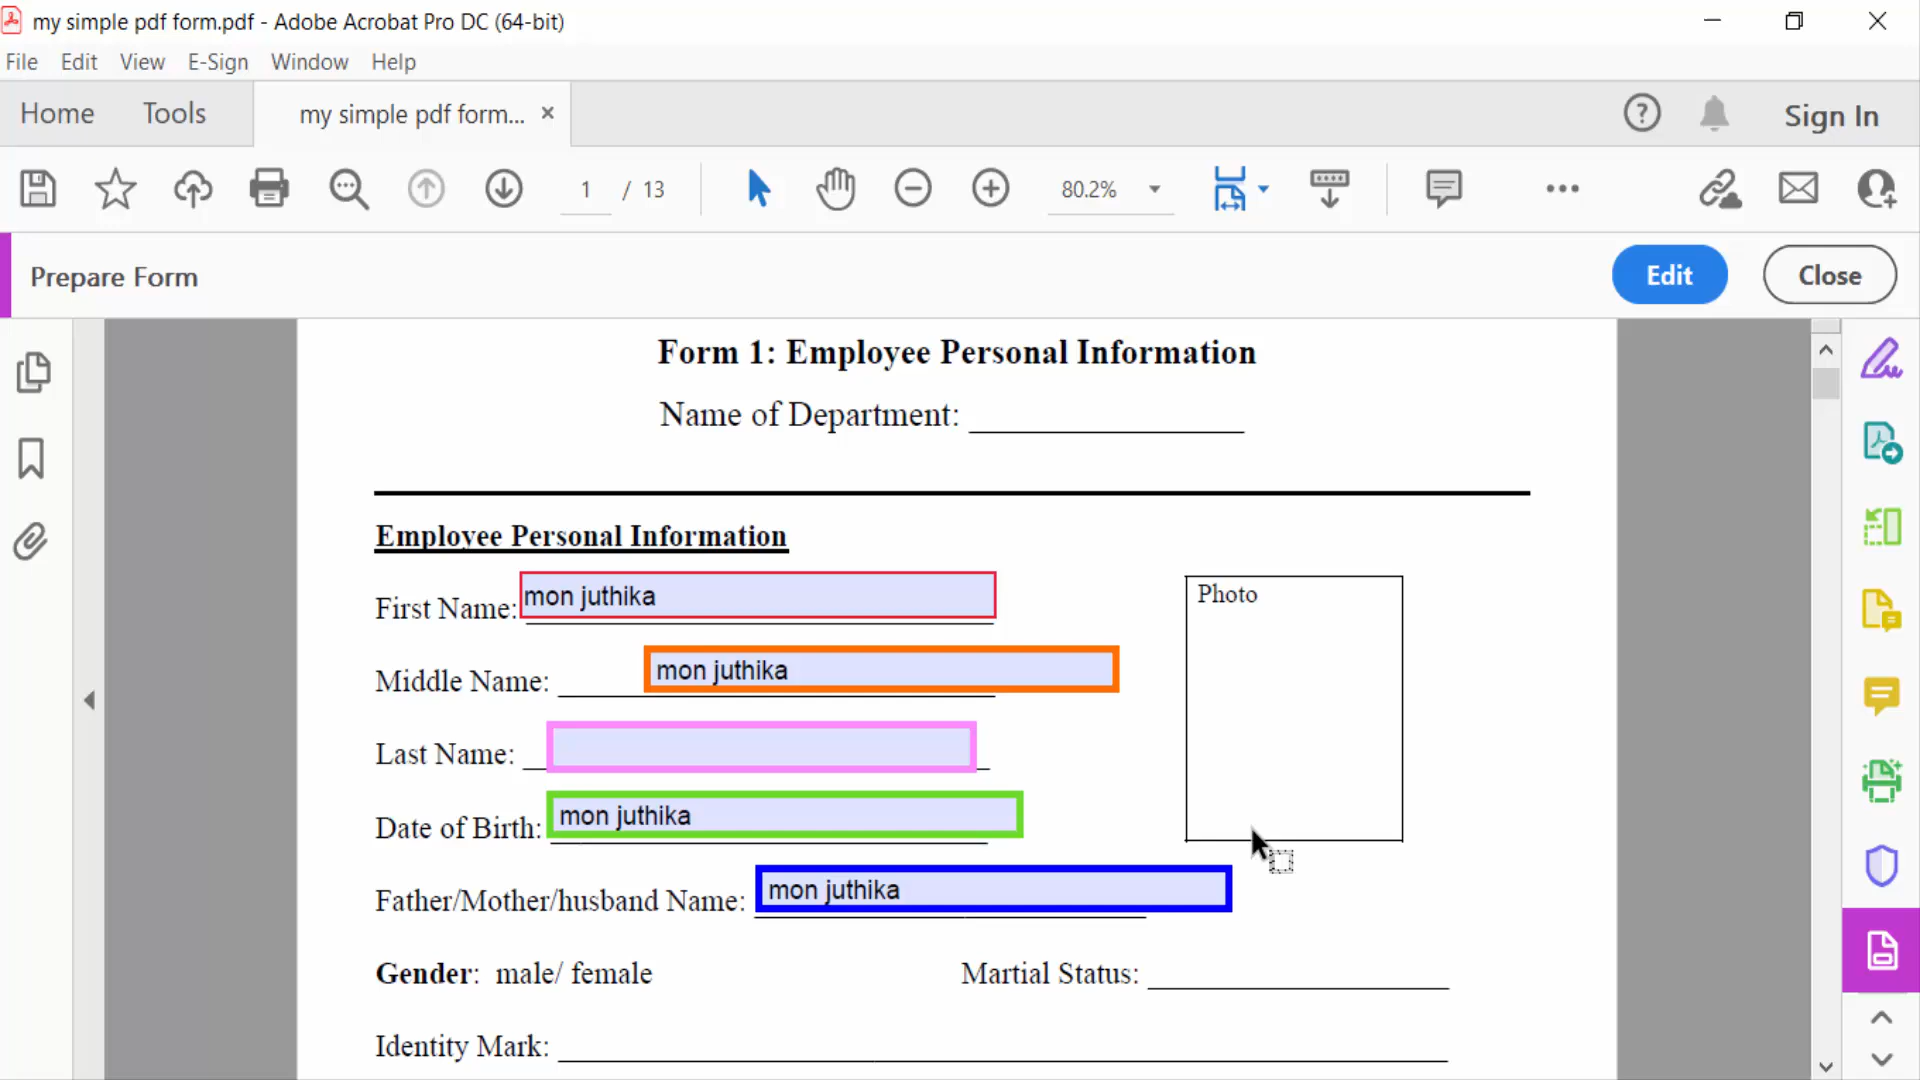 my simple pdf form.pdf - Adobe Acrobat Pro DC (64-bit)
File Edit View E-Sign Window Help
Home Tools my simple pdf form... × ? Sign In
1 / 13 80.2%
Prepare Form Edit Close
Form 1: Employee Personal Information
Name of Department: ________________
Employee Personal Information
First Name: mon juthika
Photo
Middle Name: mon juthika
Last Name:
Date of Birth: mon juthika
Father/Mother/husband Name: mon juthika
Gender: male/ female Martial Status: ________________
Identity Mark: ________________